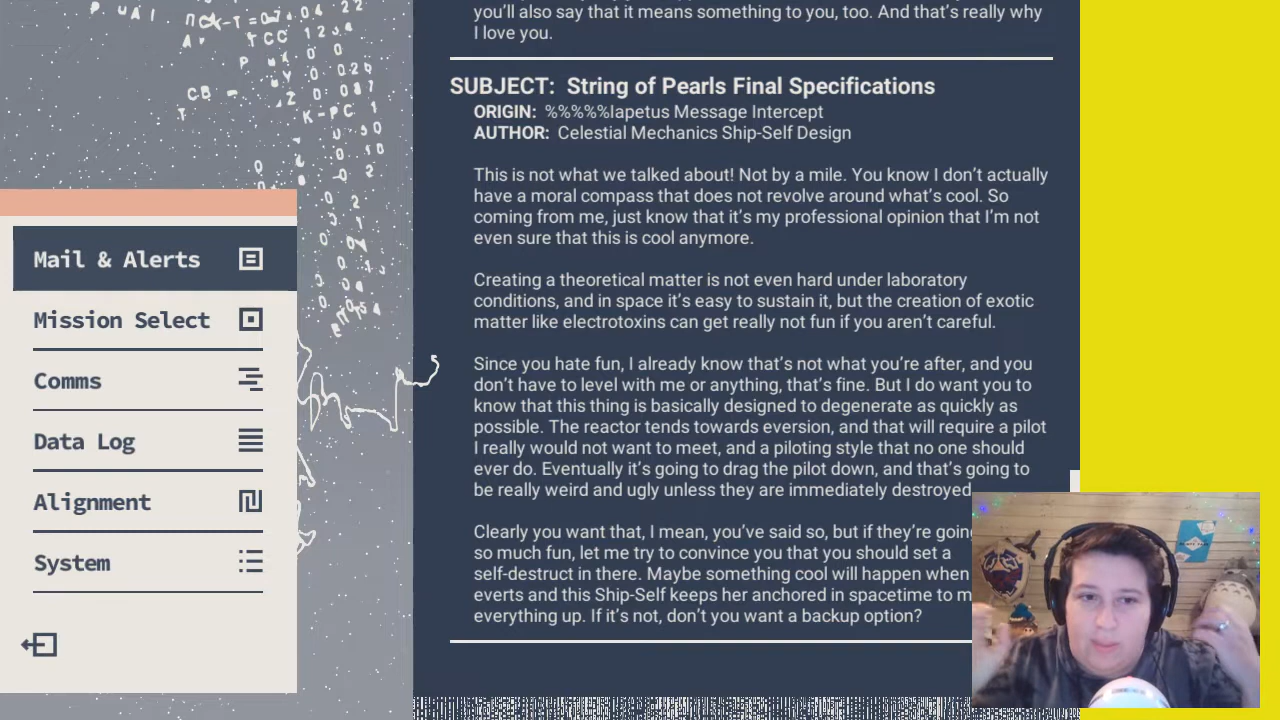 you'll also say that it means something to you, too. And that's really why
I love you.
SUBJECT: String of Pearls Final Specifications
ORIGIN: %%%%%Iapetus Message Intercept
AUTHOR: Celestial Mechanics Ship-Self Design
This is not what we talked about! Not by a mile. You know I don't actually
have a moral compass that does not revolve around what's cool. So
coming from me, just know that it's my professional opinion that I'm not
even sure that this is cool anymore.
Creating a theoretical matter is not even hard under laboratory
conditions, and in space it's easy to sustain it, but the creation of exotic
matter like electrotoxins can get really not fun if you aren't careful.
Since you hate fun, I already know that's not what you're after, and you
don't have to level with me or anything, that's fine. But I do want you to
know that this thing is basically designed to degenerate as quickly as
possible. The reactor tends towards eversion, and that will require a pilot
I really would not want to meet, and a piloting style that no one should
ever do. Eventually it's going to drag the pilot down, and that's going to
be really weird and ugly unless they are immediately destroyed
Clearly you want that, I mean, you've said so, but if they're going
so much fun, let me try to convince you that you should set a
self-destruct in there. Maybe something cool will happen when
everts and this Ship-Self keeps her anchored in spacetime to
everything up. If it's not, don't you want a backup option?
Mail & Alerts
Mission Select
Comms
Data Log
Alignment
System